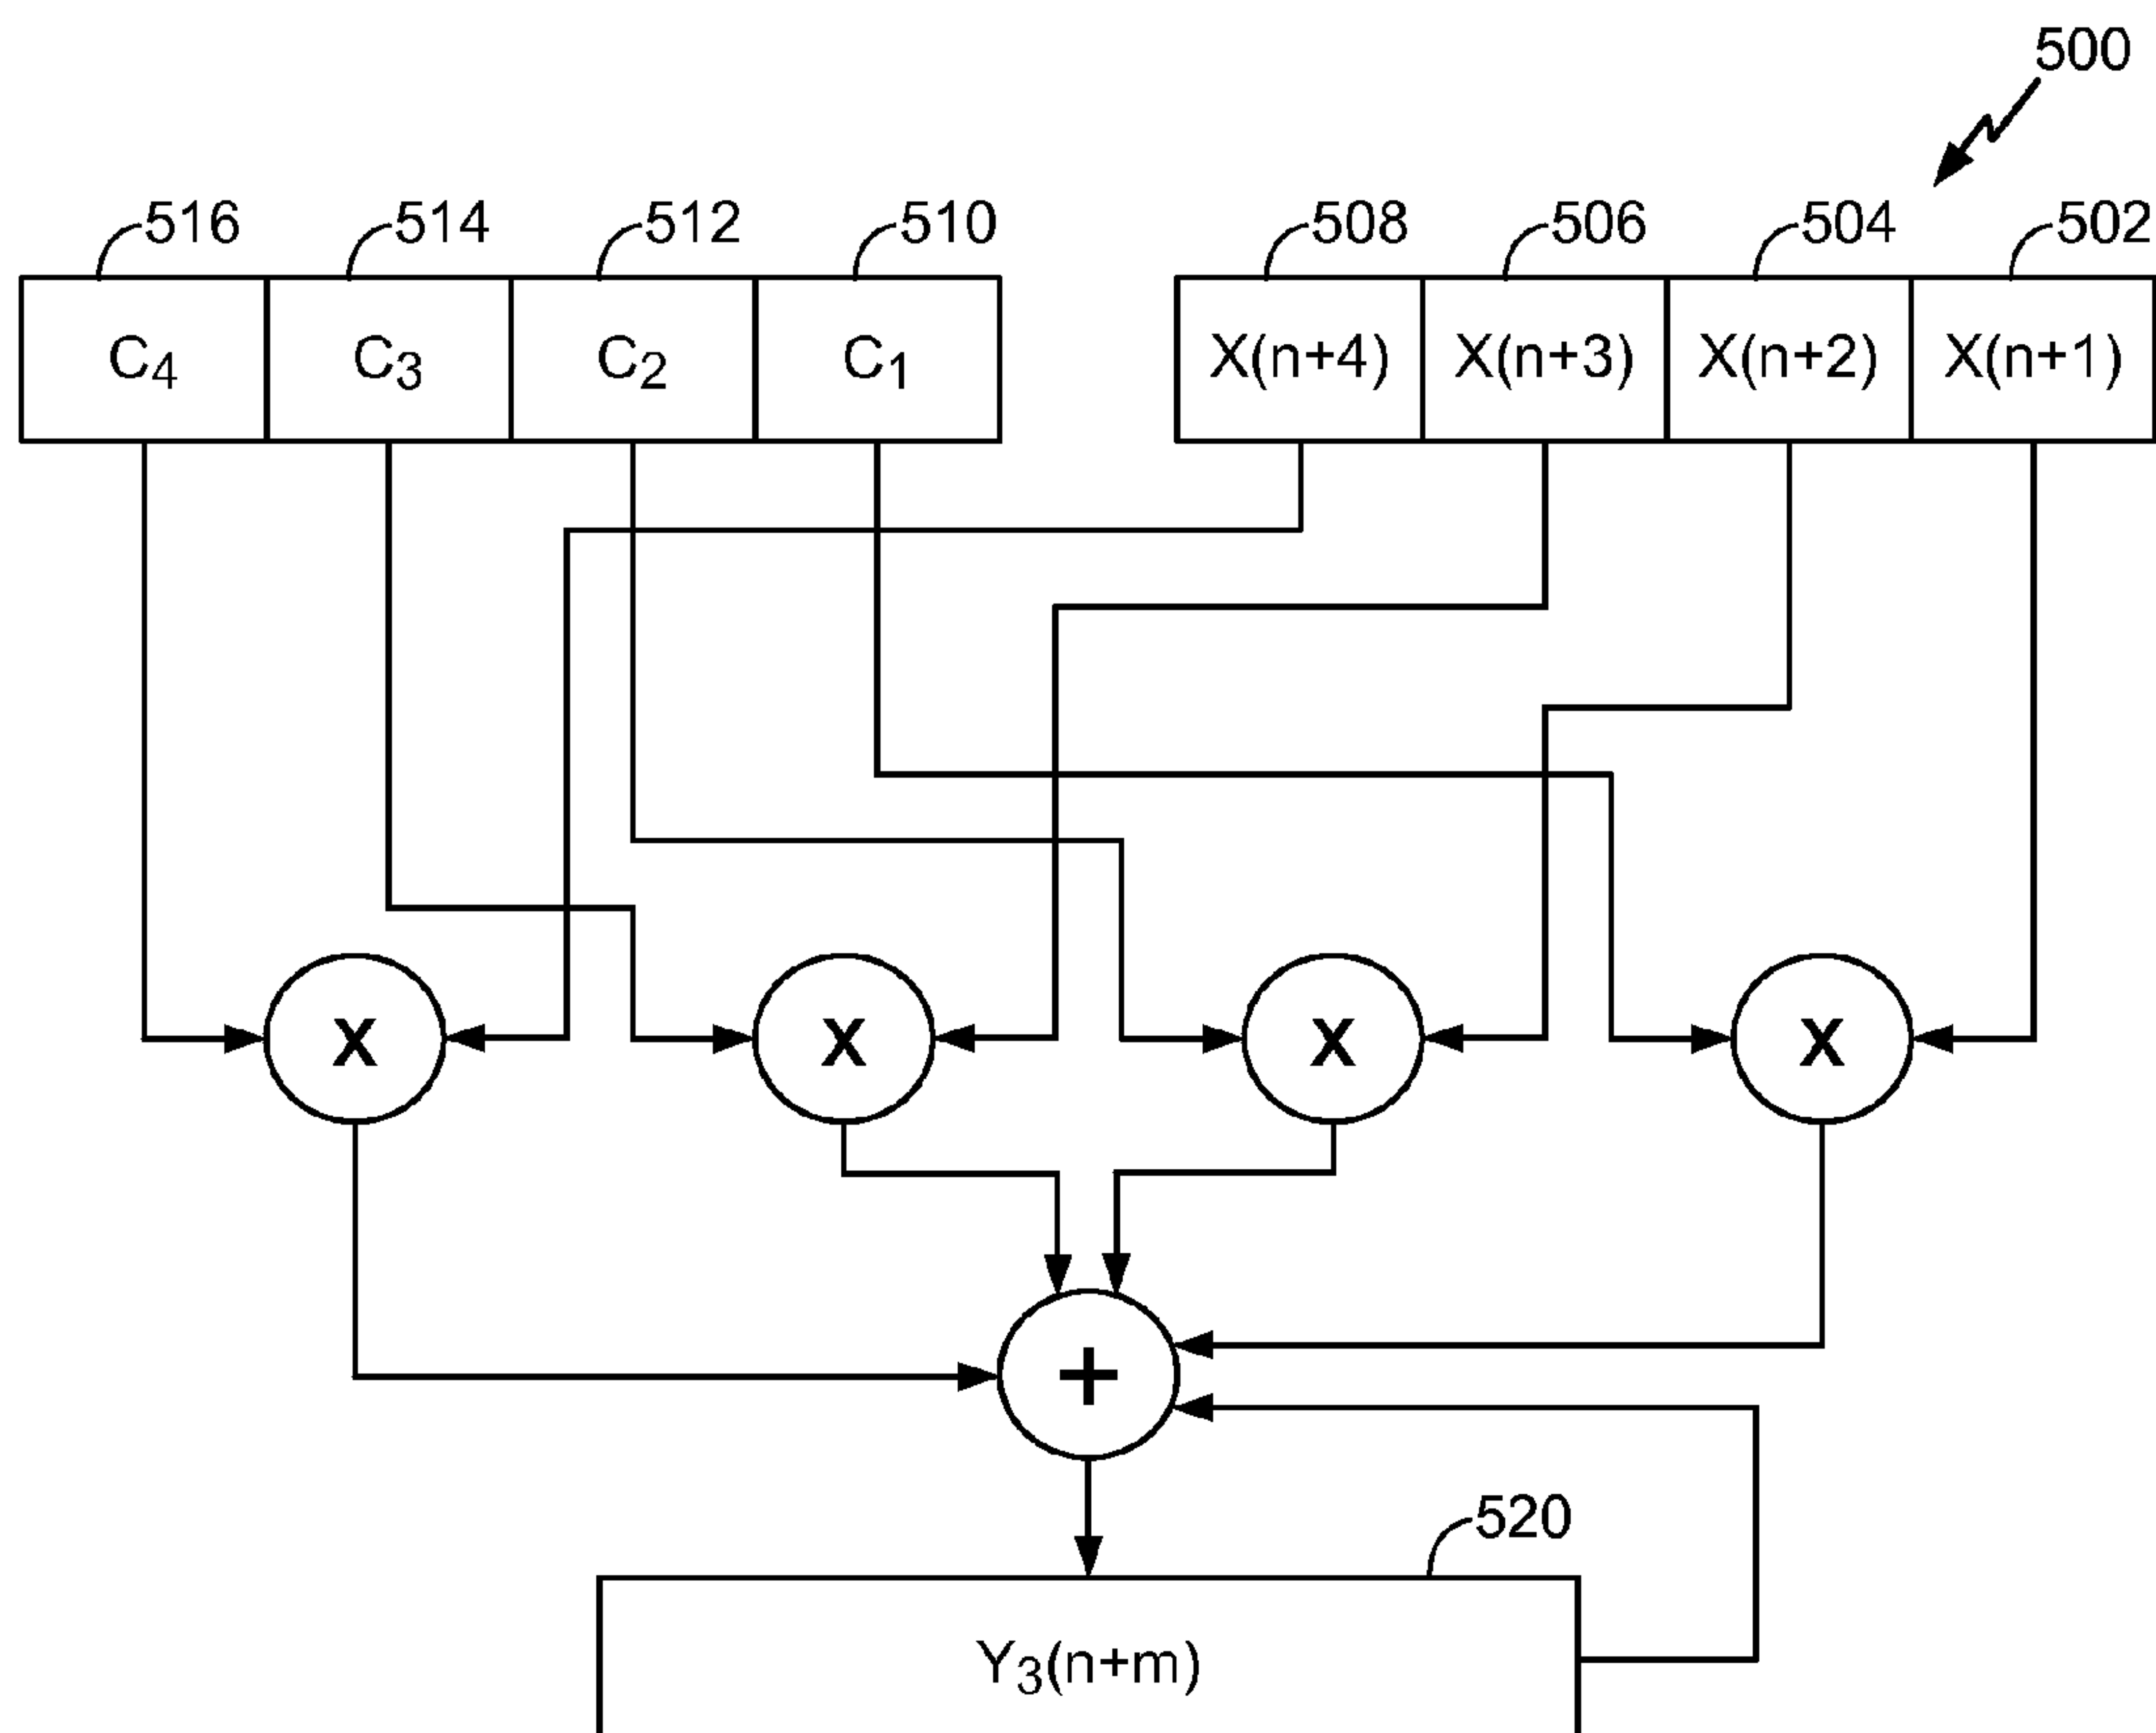 500
516 514 512 510 508 506 504 502
C4 C3 C2 C1 X(n+4) X(n+3) X(n+2) X(n+1)
X X X X
+
520
Y3(n+m)